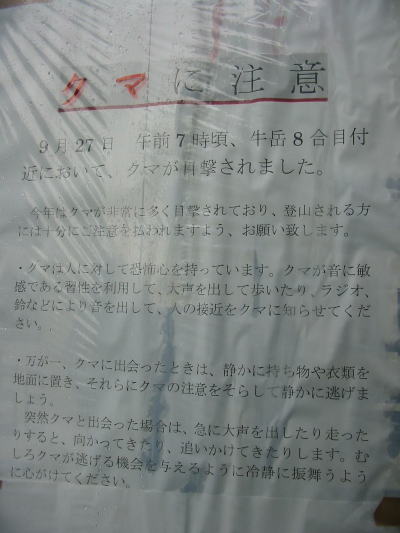 クマに注意
９月２７日　午前７時頃、牛岳８合目付
近において、クマが目撃されました。
今年はクマが非常に多く目撃されており、登山される方
には十分にご注意を払われますよう、お願い致します。
・クマは人に対して恐怖心を持っています。クマが音に敏
感である習性を利用して、大声を出して歩いたり、ラジオ、
鈴などにより音を出して、人の接近をクマに知らせてくだ
さい。
・万が一、クマに出会ったときは、静かに持ち物や衣類を
地面に置き、それらにクマの注意をそらして静かに逃げま
しょう。
突然クマと出会った場合は、急に大声を出したり走った
りすると、向かってきたり、追いかけてきたりします。む
しろクマが逃げる機会を与えるように冷静に振舞うよう
に心がけてください。